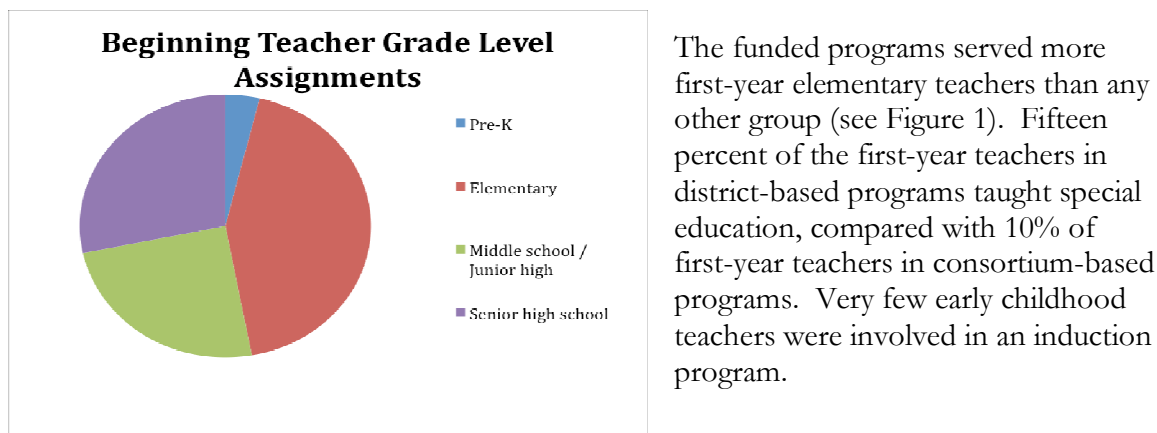 Beginning Teacher Grade Level
Assignments
Pre-K
Elementary
Middle school /
Junior high
Senior high school
The funded programs served more
first-year elementary teachers than any
other group (see Figure 1).  Fifteen
percent of the first-year teachers in
district-based programs taught special
education, compared with 10% of
first-year teachers in consortium-based
programs.  Very few early childhood
teachers were involved in an induction
program.